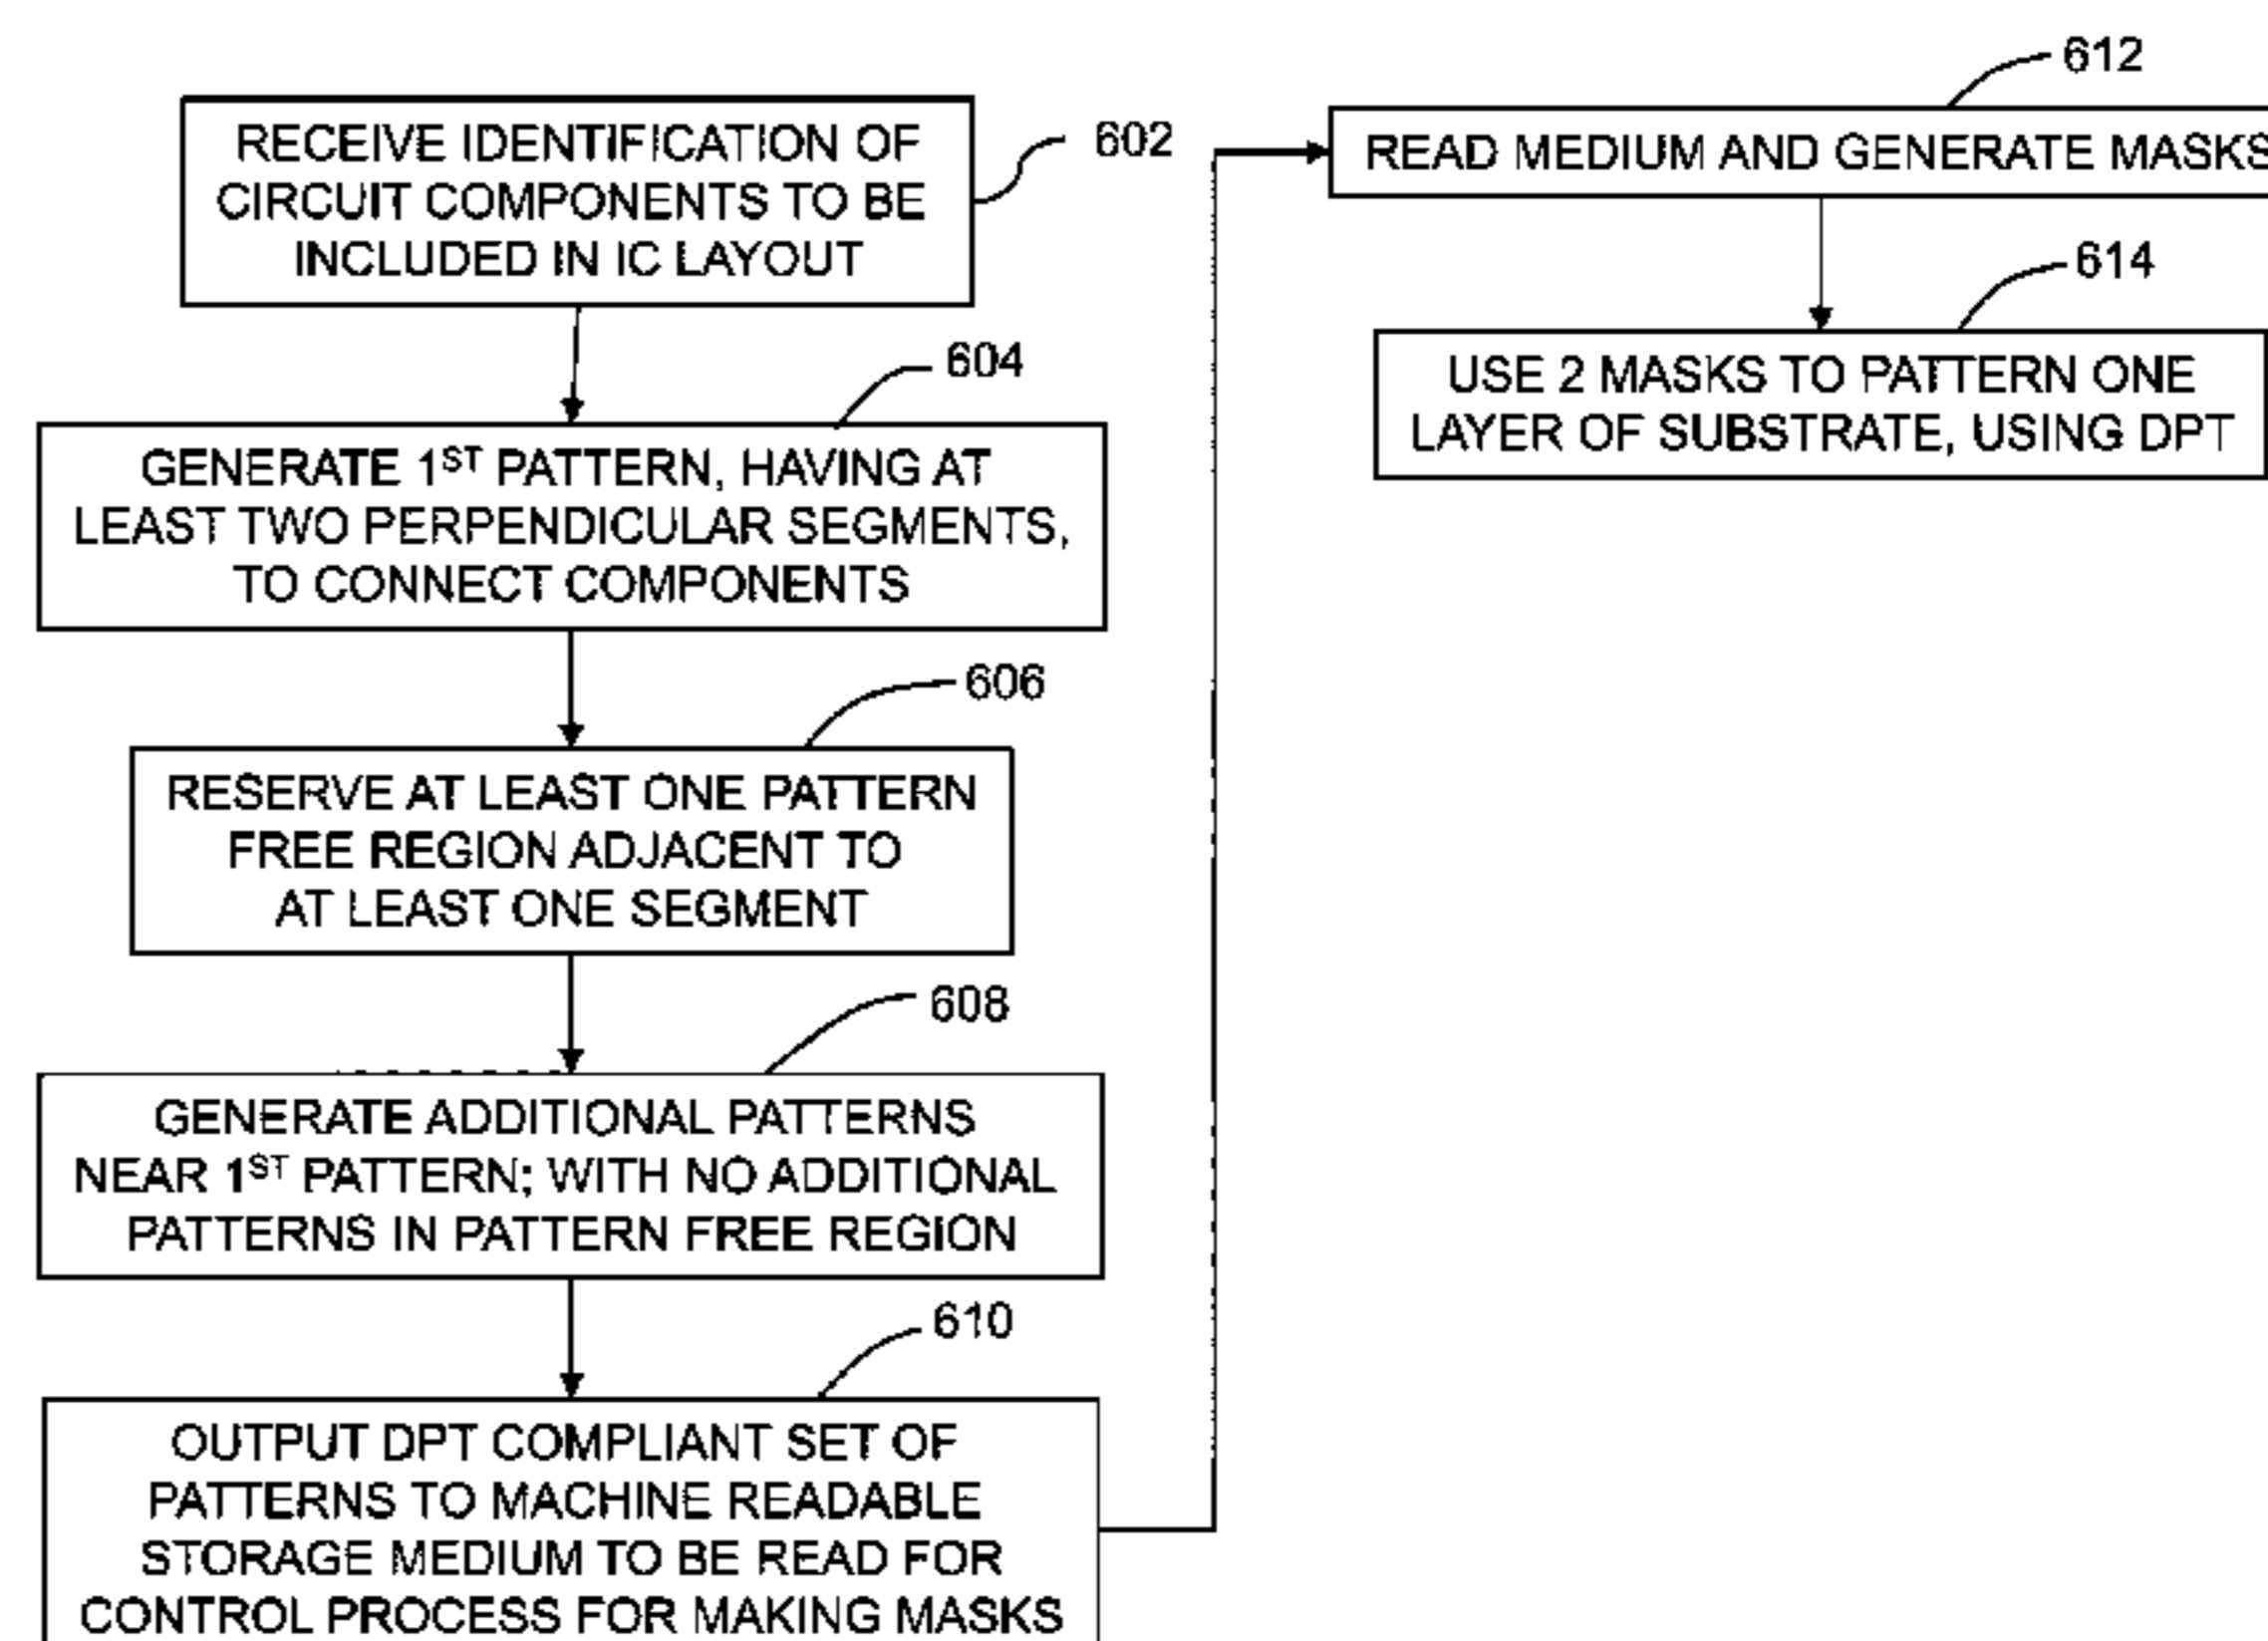 602
RECEIVE IDENTIFICATION OF
CIRCUIT COMPONENTS TO BE
INCLUDED IN IC LAYOUT
604
GENERATE 1ST PATTERN, HAVING AT
LEAST TWO PERPENDICULAR SEGMENTS,
TO CONNECT COMPONENTS
606
RESERVE AT LEAST ONE PATTERN
FREE REGION ADJACENT TO
AT LEAST ONE SEGMENT
608
GENERATE ADDITIONAL PATTERNS
NEAR 1ST PATTERN; WITH NO ADDITIONAL
PATTERNS IN PATTERN FREE REGION
610
OUTPUT DPT COMPLIANT SET OF
PATTERNS TO MACHINE READABLE
STORAGE MEDIUM TO BE READ FOR
CONTROL PROCESS FOR MAKING MASKS
612
READ MEDIUM AND GENERATE MASKS
614
USE 2 MASKS TO PATTERN ONE
LAYER OF SUBSTRATE, USING DPT